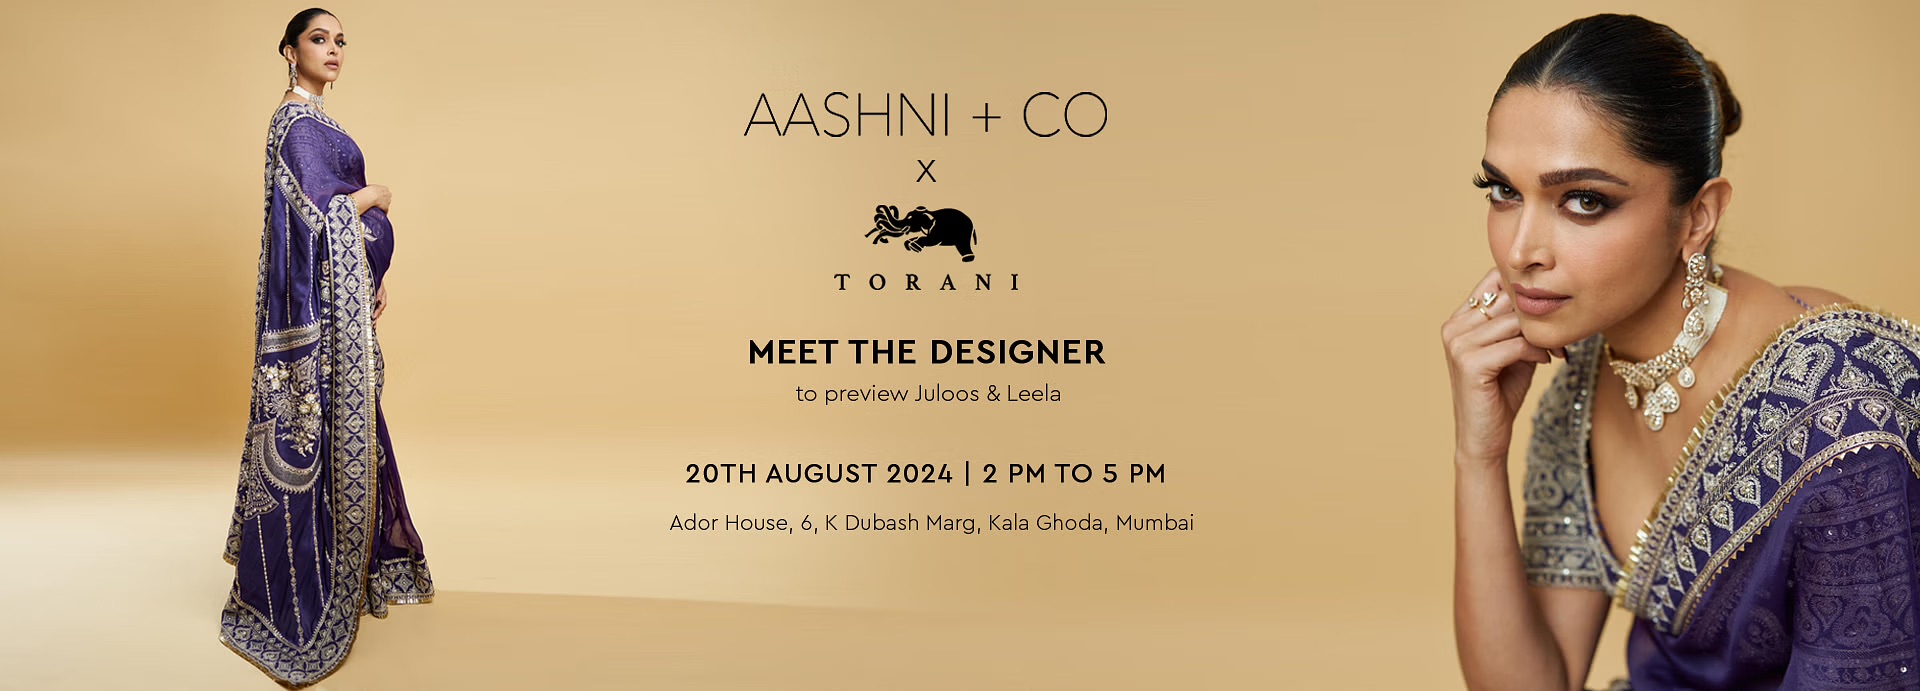 AASHNI + CO
X
TORANI
MEET THE DESIGNER
to preview Juloos & Leela
20TH AUGUST 2024 | 2 PM TO 5 PM
Ador House, 6, K Dubash Marg, Kala Ghoda, Mumbai